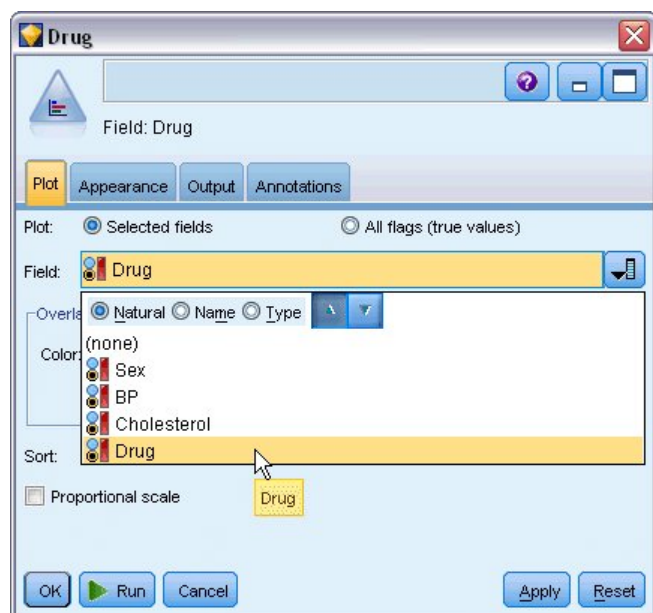 Drug
Field: Drug
Plot Appearance Output Annotations
Plot: Selected fields All flags (true values)
Field: Drug
Overla Natural Name Type
(none)
Color:
Sex
BP
Cholesterol
Sort: Drug
Proportional scale Drug
OK Run Cancel Apply Reset